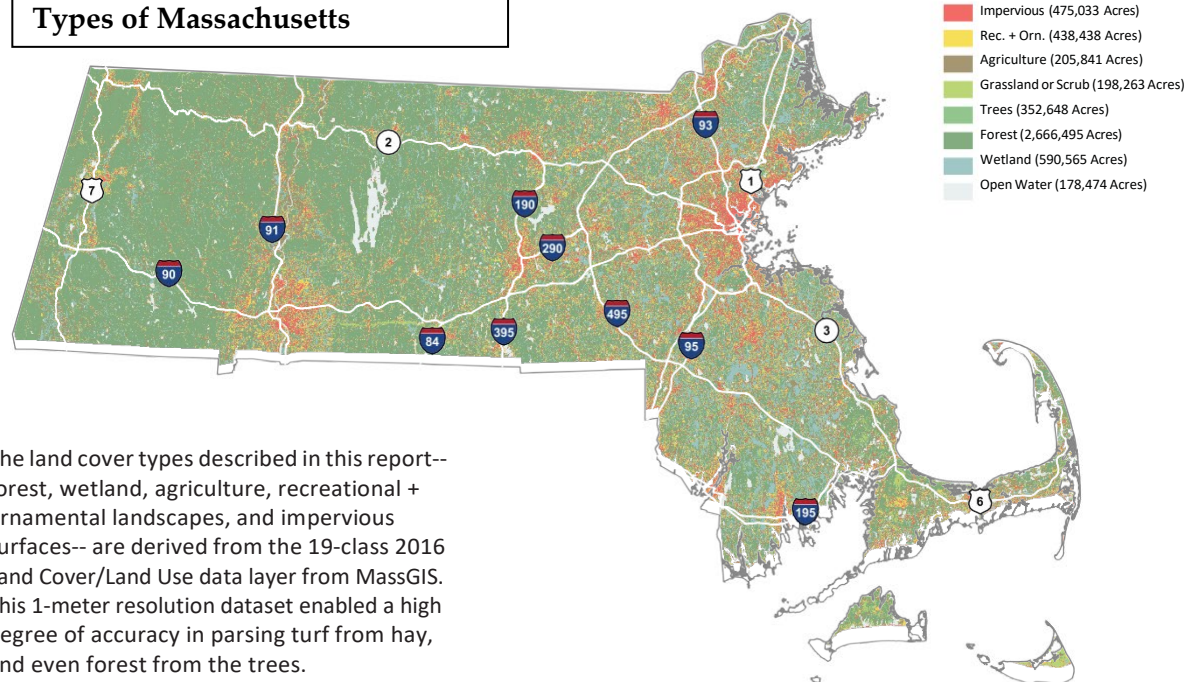 Types of Massachusetts
Impervious (475,033 Acres)
Rec. + Orn. (438,438 Acres)
Agriculture (205,841 Acres)
Grassland or Scrub (198,263 Acres)
Trees (352,648 Acres)
Forest (2,666,495 Acres)
Wetland (590,565 Acres)
Open Water (178,474 Acres)
93
2
7
1
190
91
290
90
495
3
395
84
95
6
195
he land cover types described in this report--
orest, wetland, agriculture, recreational +
rnamental landscapes, and impervious
urfaces-- are derived from the 19-class 2016
and Cover/Land Use data layer from MassGIS.
his 1-meter resolution dataset enabled a high
egree of accuracy in parsing turf from hay,
nd even forest from the trees.